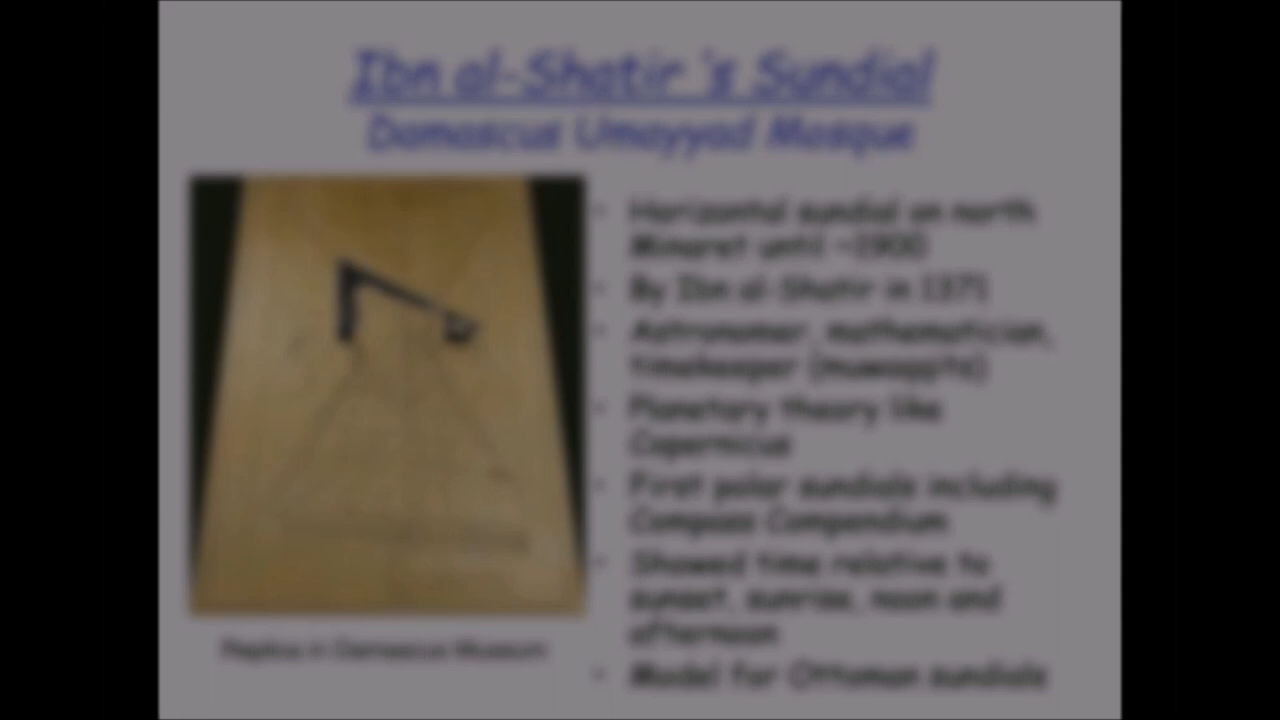 Ibn al-Shatir 's Sundial
Damascus Umayyad Mosque
• Horizontal sundial on north
Minaret until ~1900
• By Ibn al-Shatir in 1371
• Astronomer, mathematician,
timekeeper
• Planetary theory like
Copernicus
• First polar sundials including
Compass Compendium
• Showed time relative to
sunset, sunrise, noon and
afternoon
• Model for Ottoman sundials
Replica in Damascus Museum